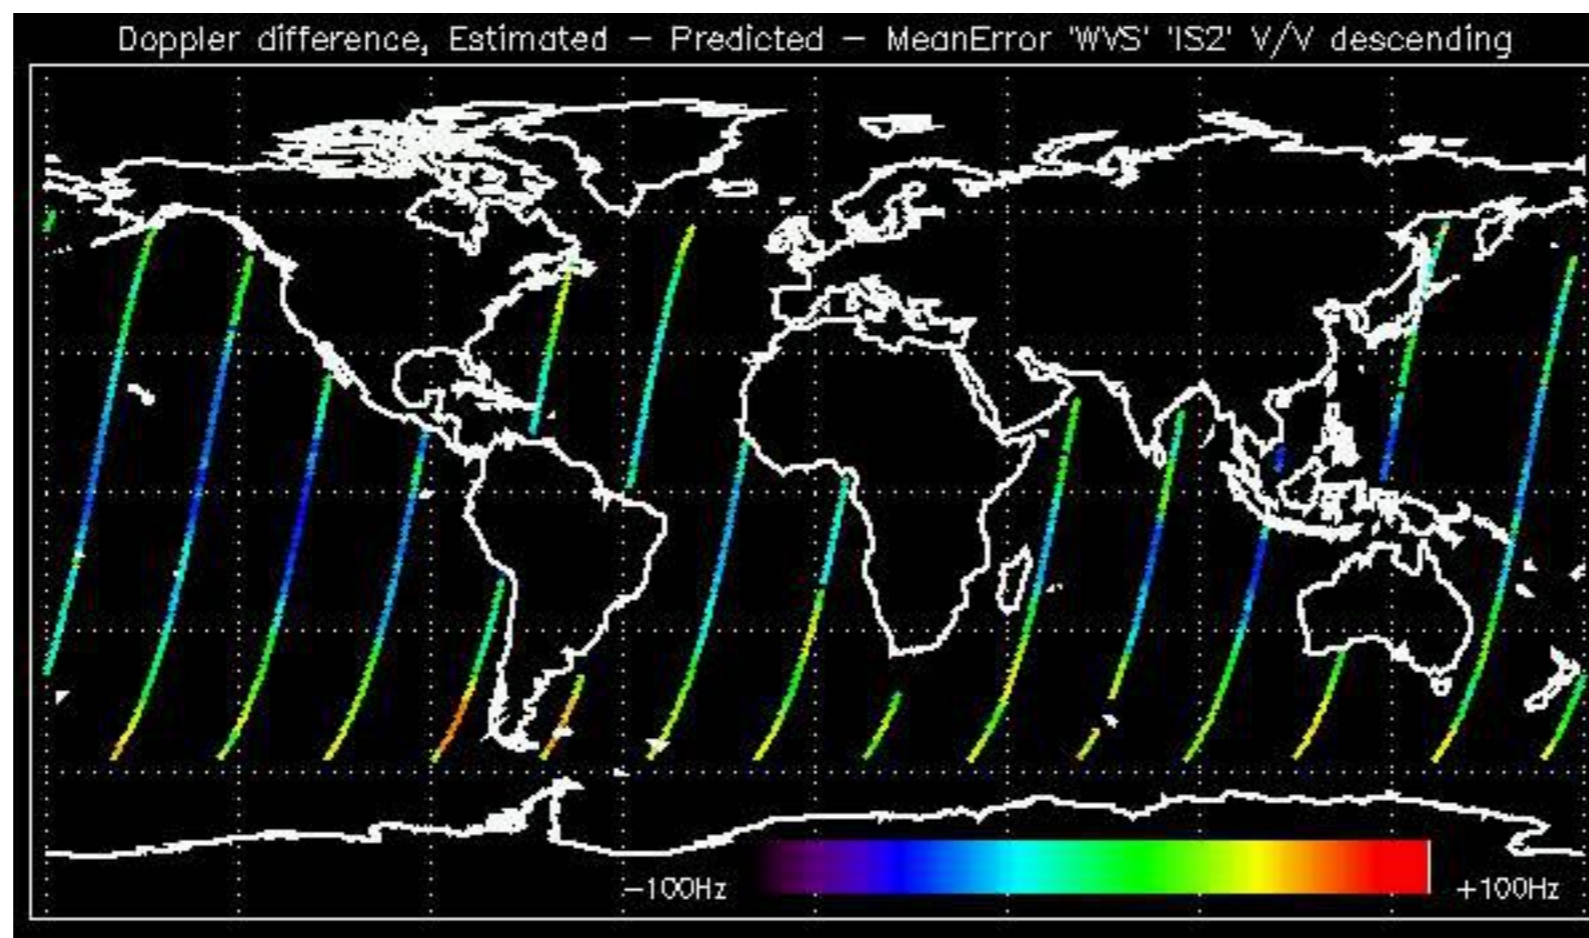 Doppler difference, Estimated - Predicted - MeanError 'WVS' 'IS2' V/V descending
-100Hz +100Hz